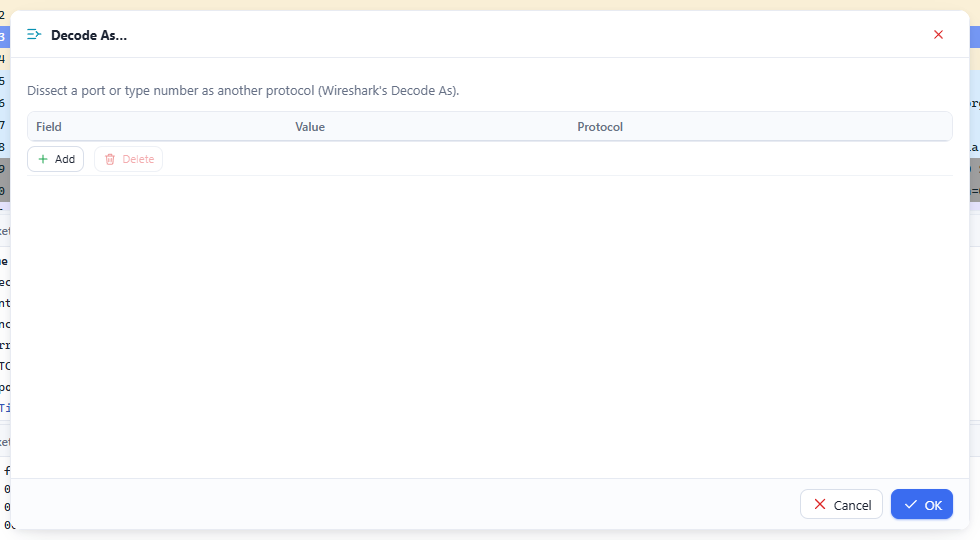 Decode As...
Dissect a port or type number as another protocol (Wireshark's Decode As).
Field Value Protocol
Add Delete
Cancel OK